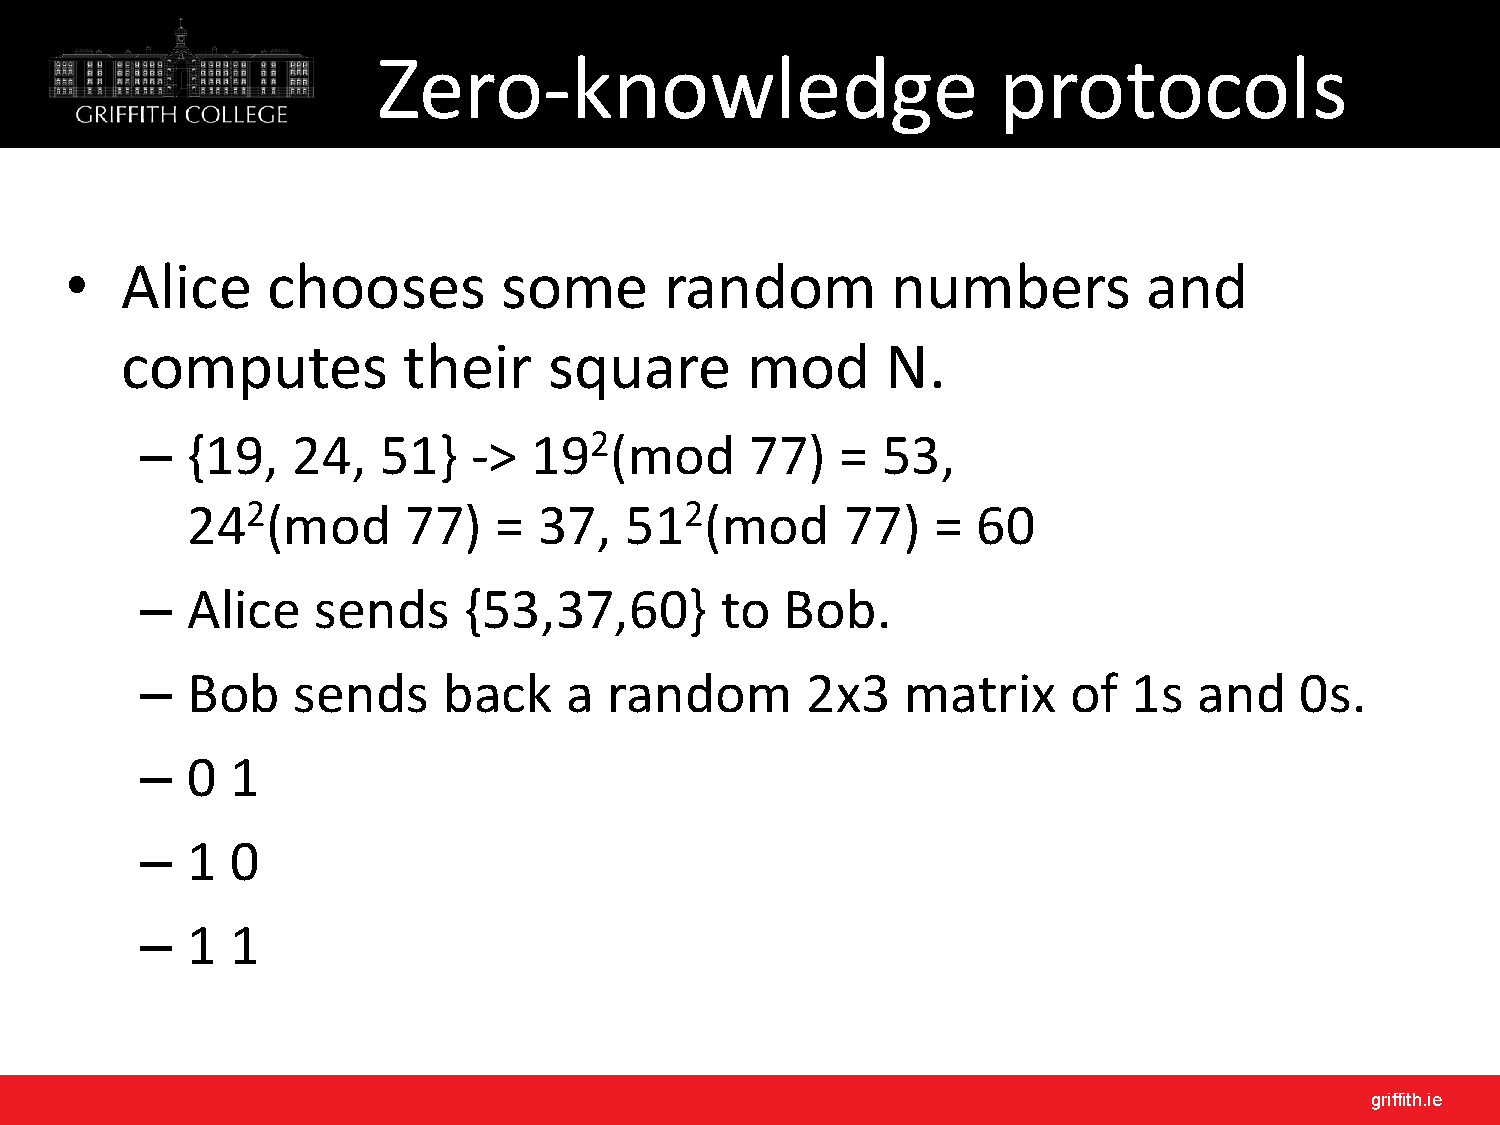 GRIFFITH COLLEGE
Zero-knowledge protocols
• Alice chooses some random numbers and
computes their square mod N.
– {19, 24, 51} -> 19²(mod 77) = 53,
24²(mod 77) = 37, 51²(mod 77) = 60
– Alice sends {53,37,60} to Bob.
– Bob sends back a random 2x3 matrix of 1s and 0s.
– 0 1
– 1 0
– 1 1
griffith.ie